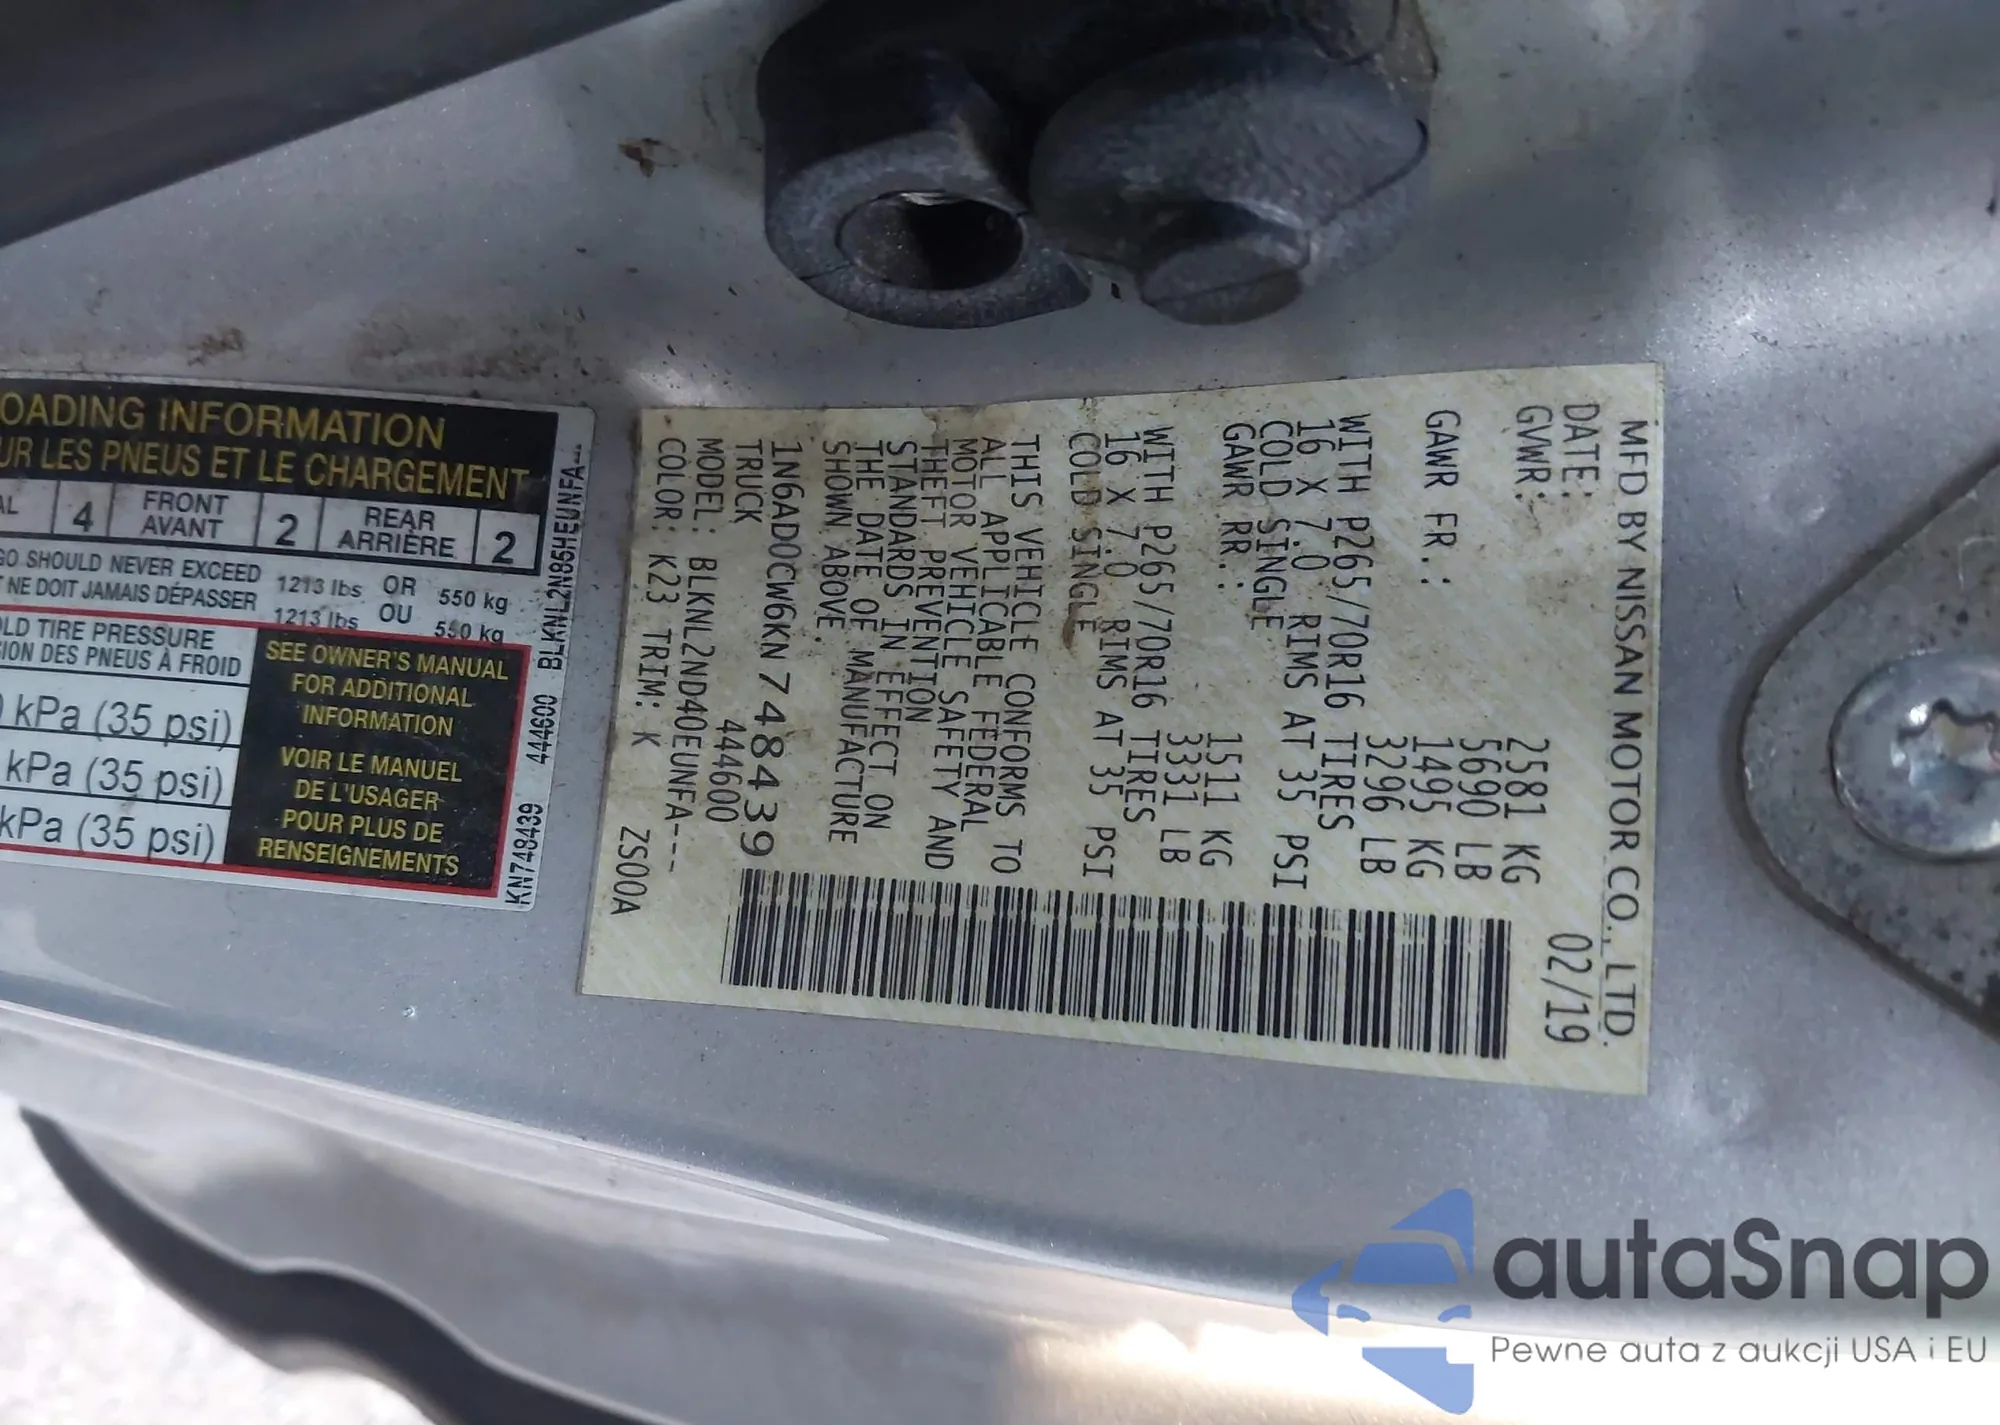 OADING INFORMATION
UR LES PNEUS ET LE CHARGEMENT
AL 4 FRONT AVANT 2 REAR ARRIÈRE 2
GO SHOULD NEVER EXCEED 1213 lbs OR 550 kg
T NE DOIT JAMAIS DÉPASSER 1213 lbs OU 550 kg
OLD TIRE PRESSURE
SION DES PNEUS À FROID
0 kPa (35 psi)
kPa (35 psi)
kPa (35 psi)
SEE OWNER'S MANUAL
FOR ADDITIONAL
INFORMATION
VOIR LE MANUEL
DE L'USAGER
POUR PLUS DE
RENSEIGNEMENTS
KN748439 444600 BLKNL2N85HEUNFA--
MFD BY NISSAN MOTOR CO., LTD.
DATE: 02/19
GVWR: 2581 KG
5690 LB
GAWR FR.: 1495 KG
3296 LB
WITH P265/70R16 TIRES
16 X 7.0 RIMS AT 35 PSI
COLD SINGLE
GAWR RR.: 1511 KG
3331 LB
WITH P265/70R16 TIRES
16 X 7.0 RIMS AT 35 PSI
COLD SINGLE
THIS VEHICLE CONFORMS TO
ALL APPLICABLE FEDERAL
MOTOR VEHICLE SAFETY AND
THEFT PREVENTION
STANDARDS IN EFFECT ON
THE DATE OF MANUFACTURE
SHOWN ABOVE.
1N6AD0CW6KN748439
TRUCK 444600
MODEL: BLKNL2ND40EUNFA---
COLOR: K23 TRIM: K
ZS00A
autaSnap
Pewne auta z aukcji USA i EU